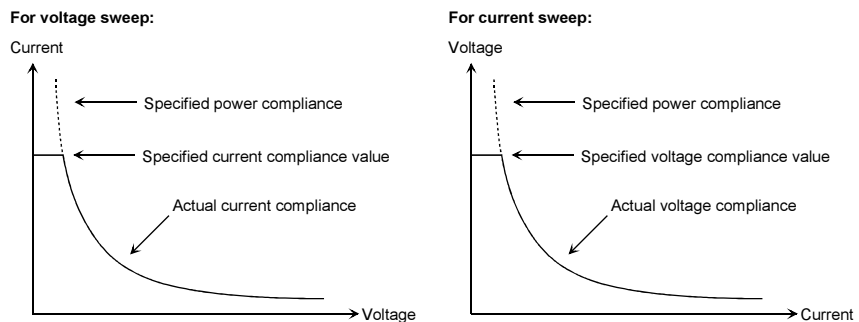 For voltage sweep:
Current
Specified power compliance
Specified current compliance value
Actual current compliance
Voltage
For current sweep:
Voltage
Specified power compliance
Specified voltage compliance value
Actual voltage compliance
Current